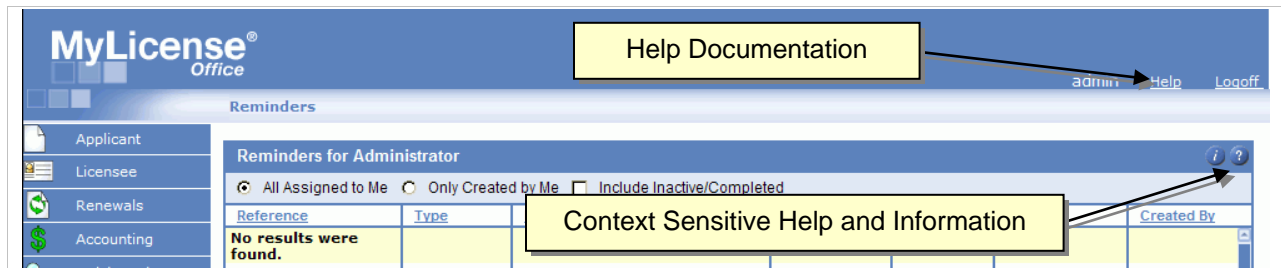 MyLicense®
Office
Help Documentation
admin Help Logoff
Reminders
Applicant
Licensee
Renewals
Accounting
Reminders for Administrator
All Assigned to Me Only Created by Me Include Inactive/Completed
Reference Type Created By
Context Sensitive Help and Information
No results were
found.